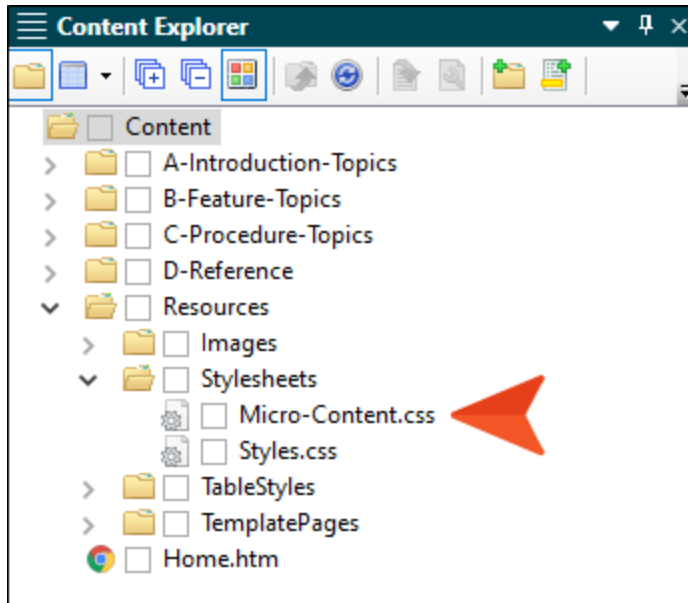 Content Explorer
Content
A-Introduction-Topics
B-Feature-Topics
C-Procedure-Topics
D-Reference
Resources
Images
Stylesheets
Micro-Content.css
Styles.css
TableStyles
TemplatePages
Home.htm